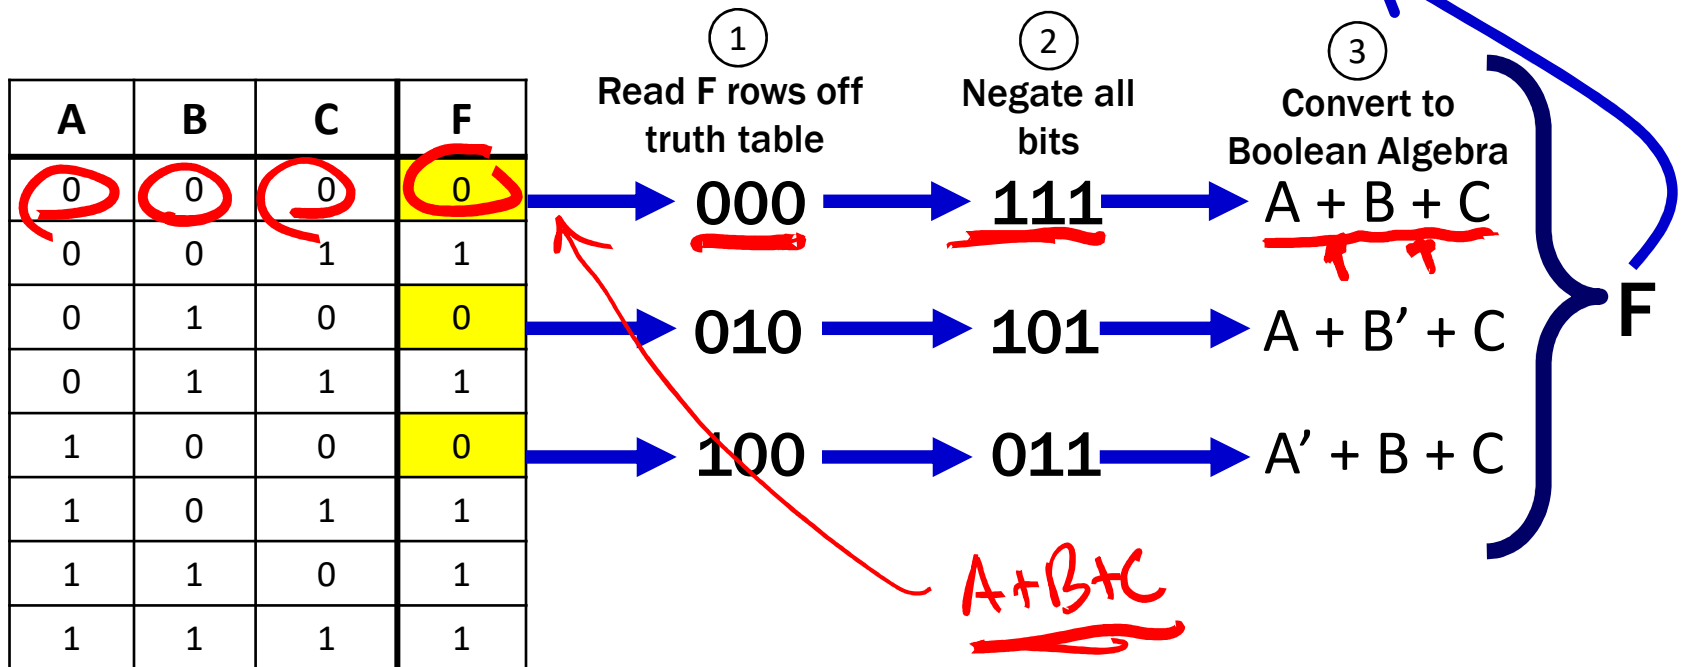 1
2
3
Read F rows off
truth table
Negate all
bits
Convert to
Boolean Algebra
A B C F
0 0 0 0
000
111
A + B + C
0 0 1 1
0 1 0 0
010
101
A + B′ + C
F
0 1 1 1
1 0 0 0
100
011
A′ + B + C
1 0 1 1
1 1 0 1
A+B+C
1 1 1 1